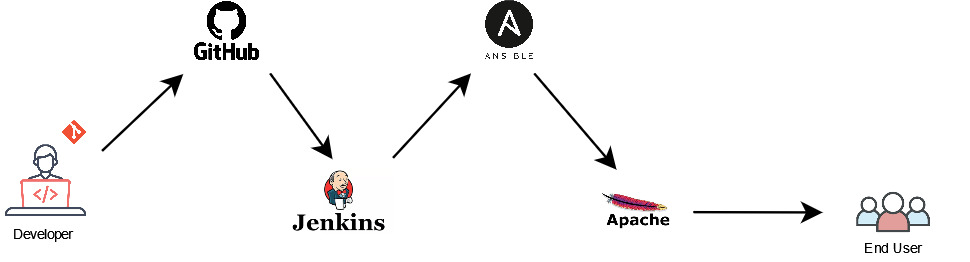 GitHub
ANSIBLE
</>
Developer
Jenkins
Apache
End User